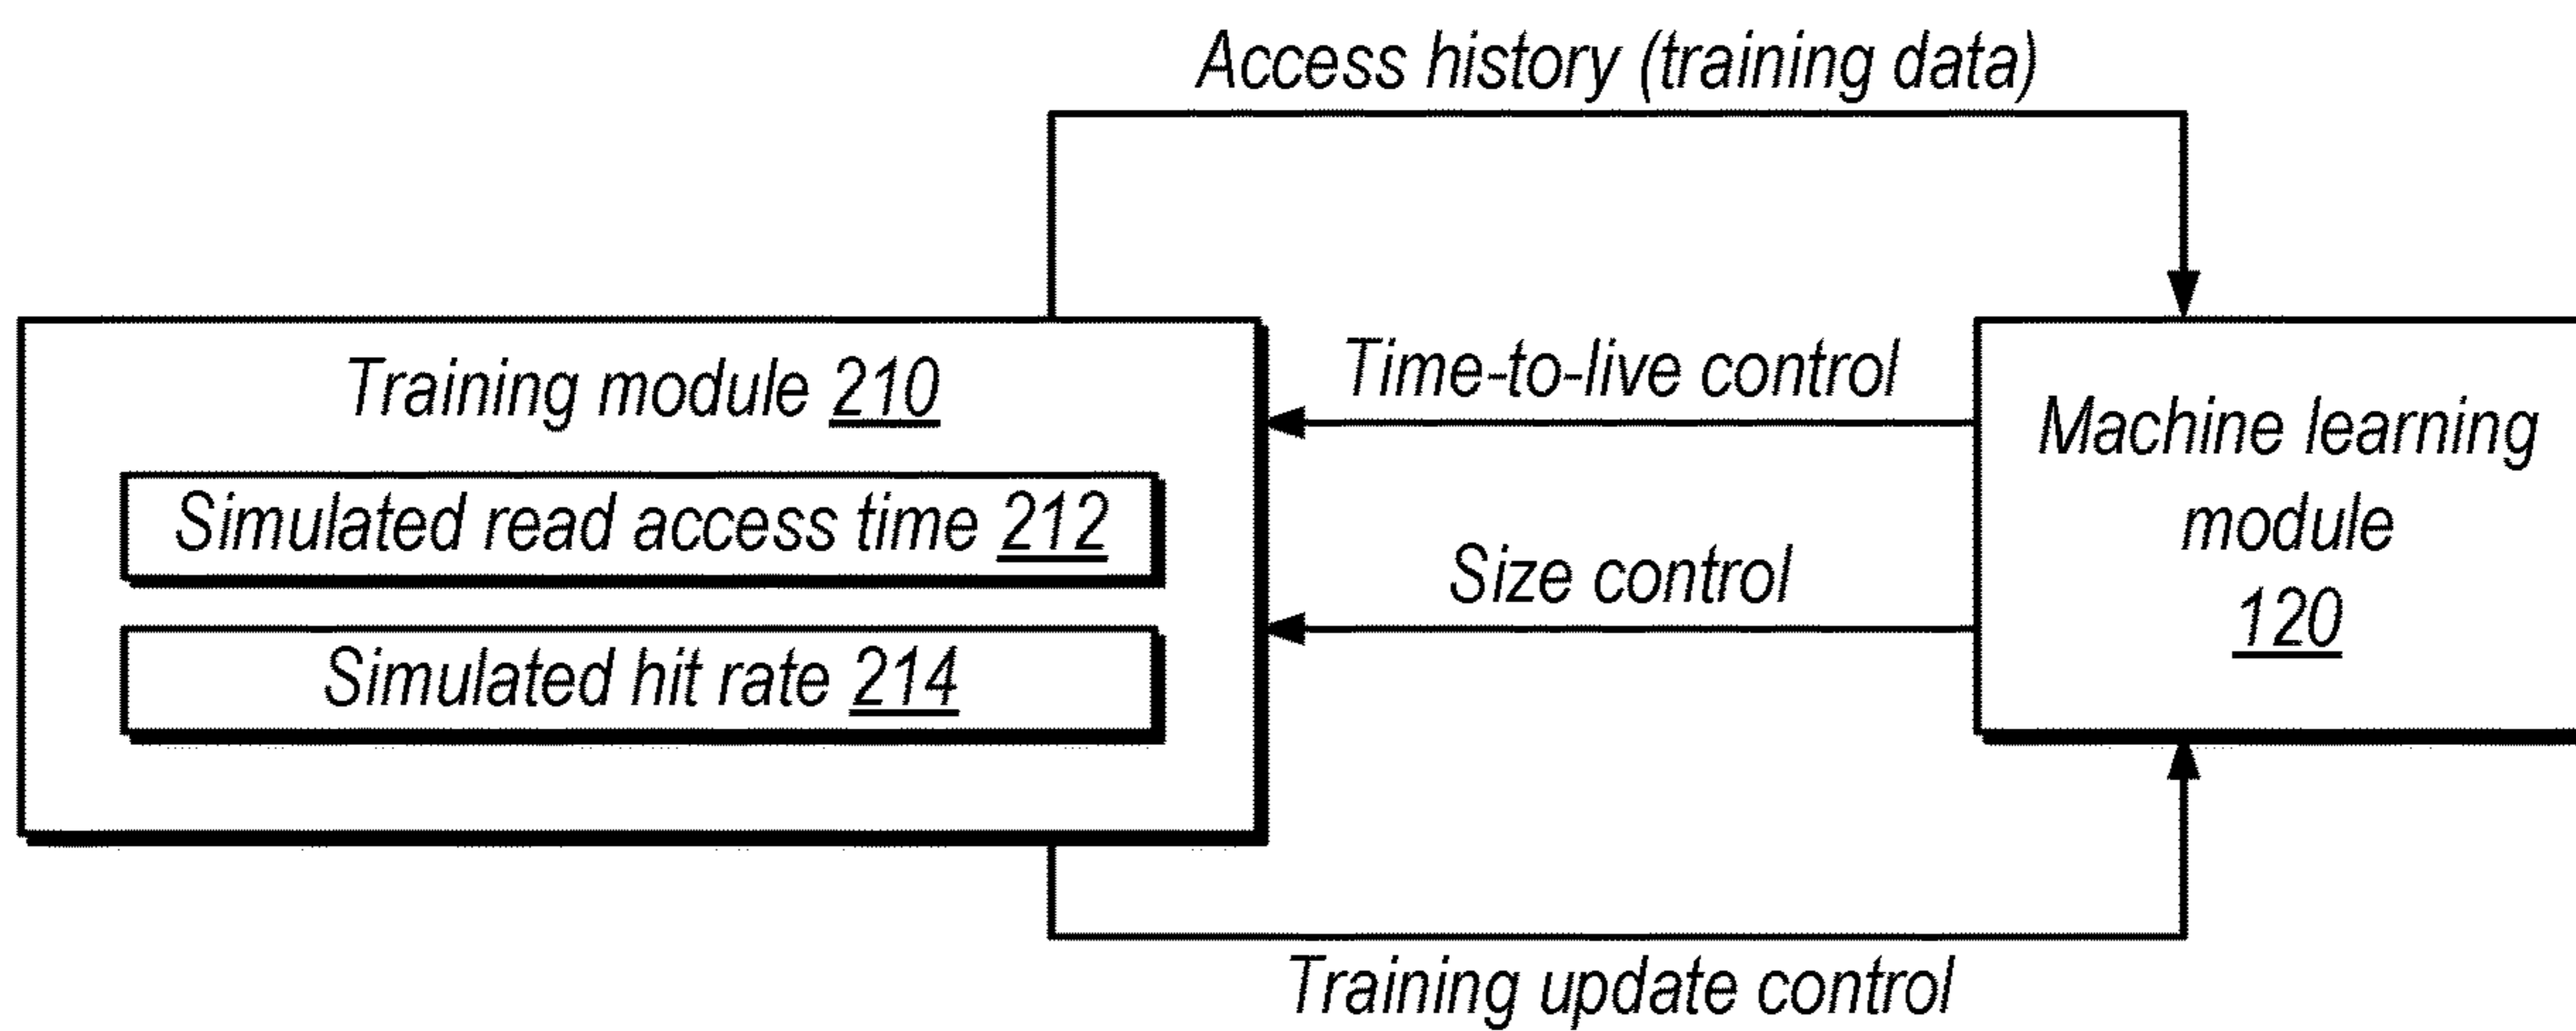 Access history (training data)
Training module 210
Simulated read access time 212
Simulated hit rate 214
Time-to-live control
Size control
Machine learning
module
120
Training update control